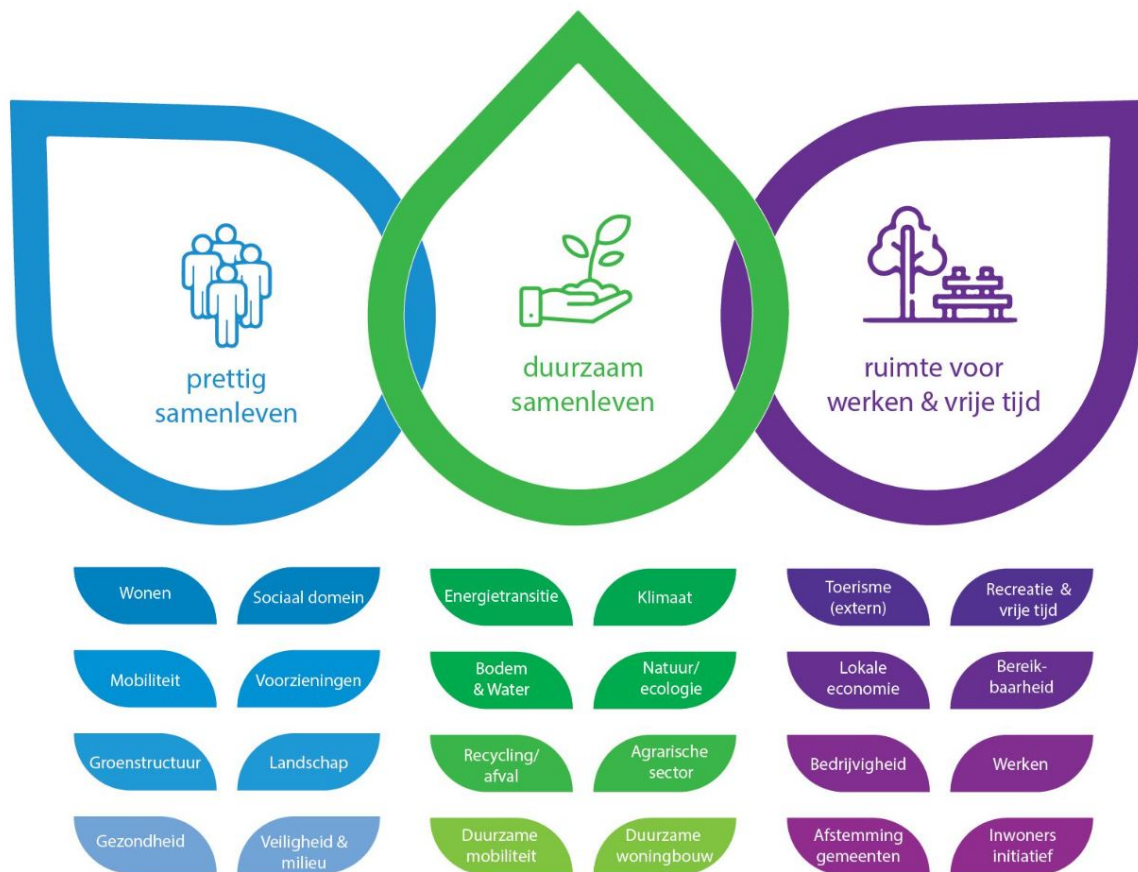 prettig
samenleven
duurzaam
samenleven
ruimte voor
werken & vrije tijd
Wonen
Sociaal domein
Energietransitie
Klimaat
Toerisme
(extern)
Recreatie &
vrije tijd
Mobiliteit
Voorzieningen
Bodem
& Water
Natuur/
ecologie
Lokale
economie
Bereik-
baarheid
Groenstructuur
Landschap
Recycling/
afval
Agrarische
sector
Bedrijvigheid
Werken
Gezondheid
Veiligheid &
milieu
Duurzame
mobiliteit
Duurzame
woningbouw
Afstemming
gemeenten
Inwoners
initiatief